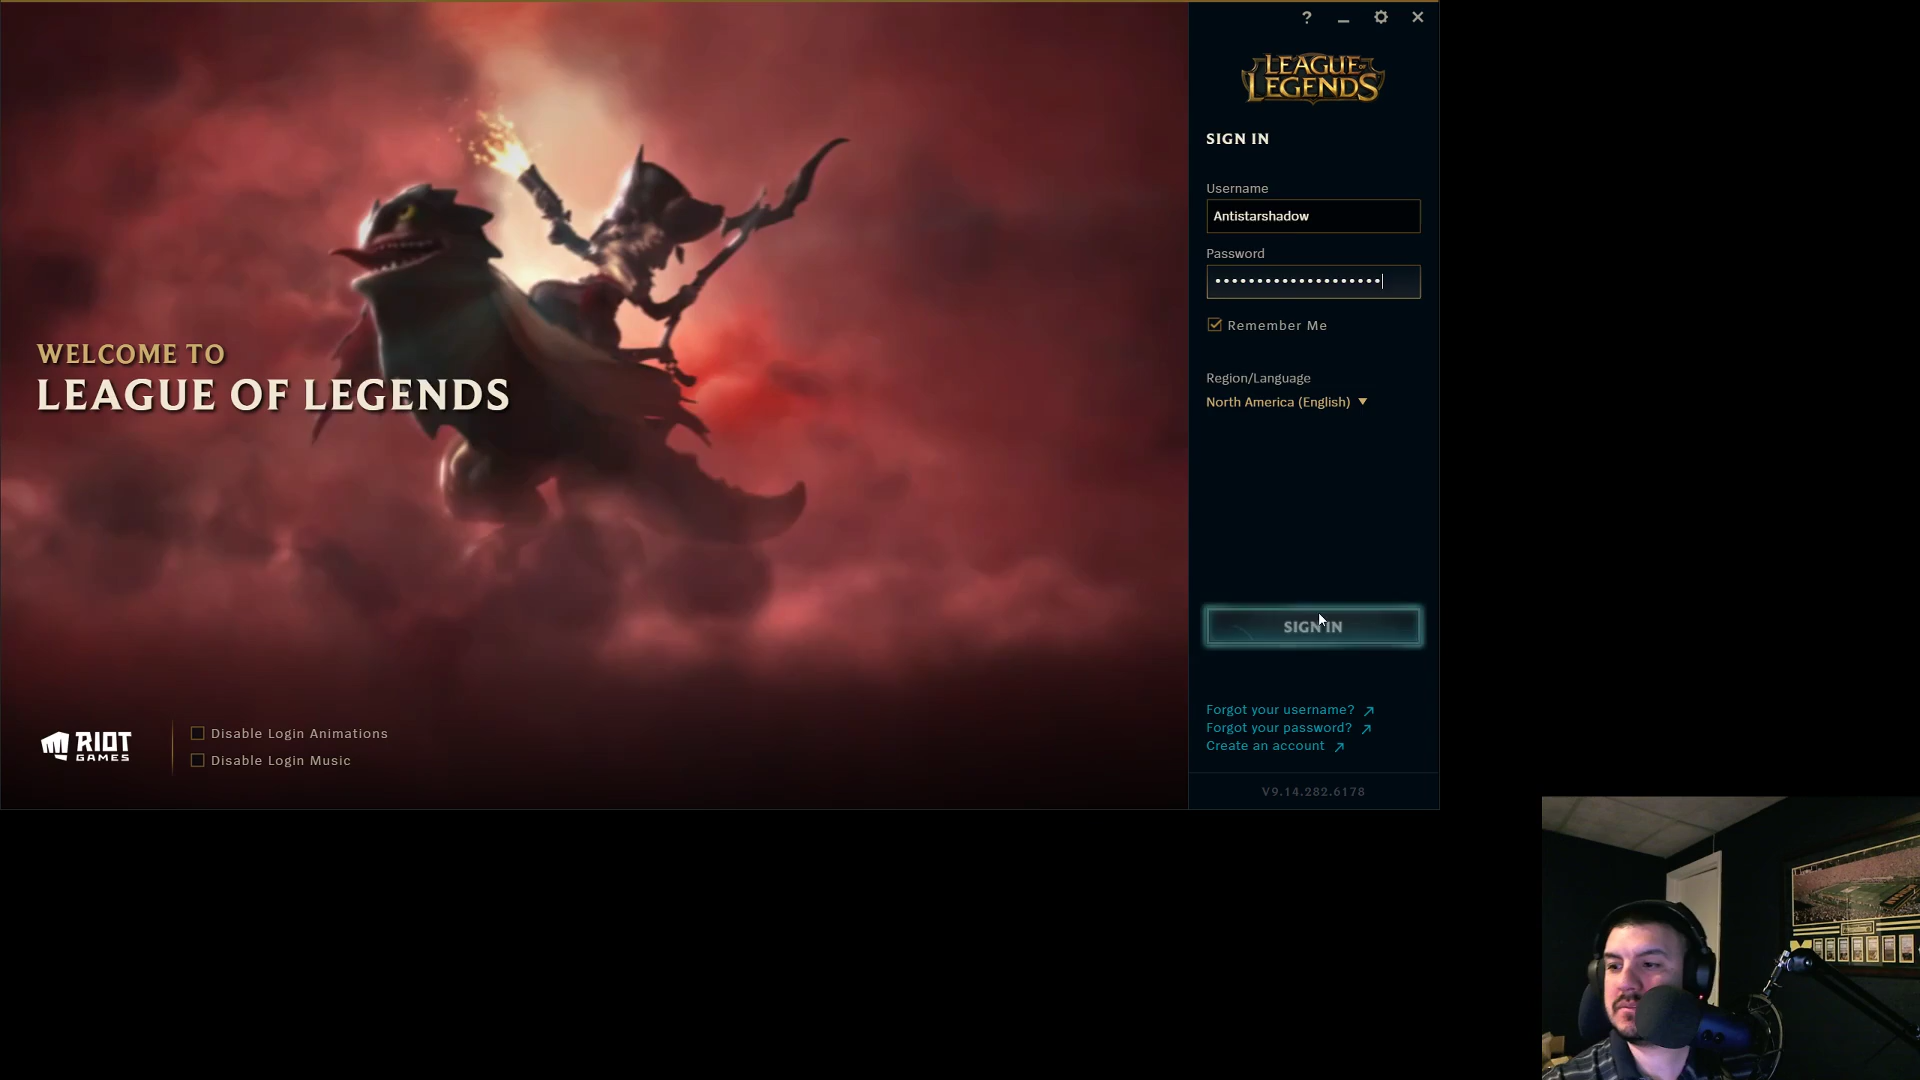 ?
LEAGUE OF
LEGENDS
SIGN IN
Username
Antistarshadow
Password
••••••••••••••••••••
Remember Me
Region/Language
North America (English)
WELCOME TO
LEAGUE OF LEGENDS
SIGN IN
Forgot your username?
Forgot your password?
Create an account
RIOT
GAMES
Disable Login Animations
Disable Login Music
V9.14.282.6178